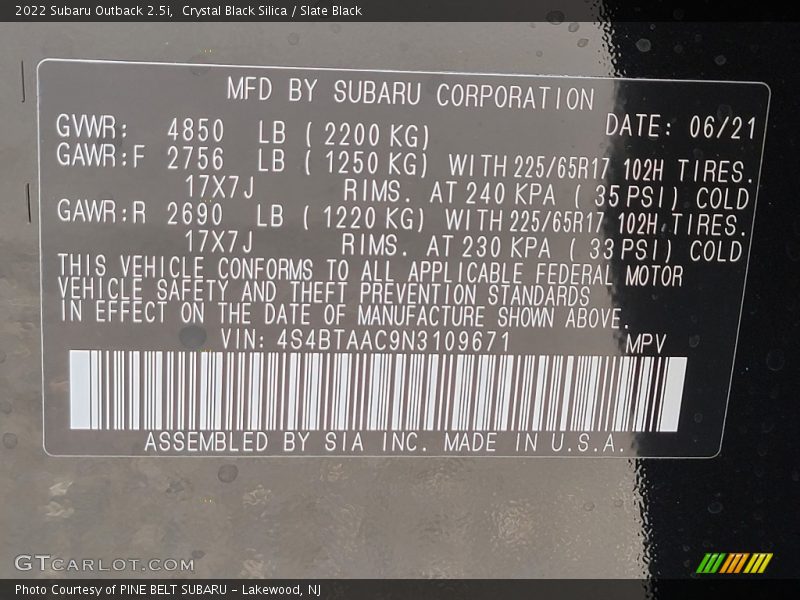 2022 Subaru Outback 2.5i,  Crystal Black Silica / Slate Black
MFD BY SUBARU CORPORATION
GVWR: 4850 LB ( 2200 KG) DATE: 06/21
GAWR:F 2756 LB ( 1250 KG) WITH 225/65R17 102H TIRES.
17X7J RIMS. AT 240 KPA ( 35 PSI) COLD
GAWR:R 2690 LB ( 1220 KG) WITH 225/65R17 102H TIRES.
17X7J RIMS. AT 230 KPA ( 33 PSI) COLD
THIS VEHICLE CONFORMS TO ALL APPLICABLE FEDERAL MOTOR
VEHICLE SAFETY AND THEFT PREVENTION STANDARDS
IN EFFECT ON THE DATE OF MANUFACTURE SHOWN ABOVE.
VIN: 4S4BTAAC9N3109671 MPV
ASSEMBLED BY SIA INC. MADE IN U.S.A.
GTCARLOT.COM
Photo Courtesy of PINE BELT SUBARU - Lakewood, NJ